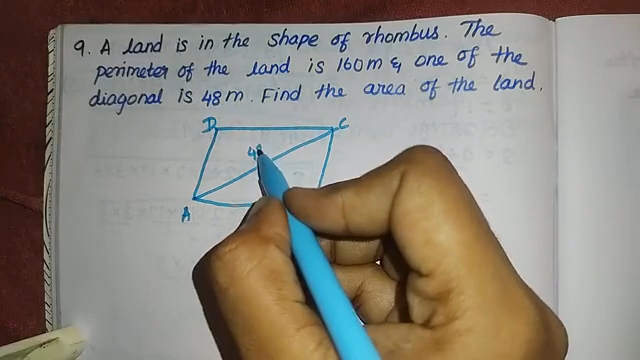 9. A land is in the shape of rhombus. The
perimeter of the land is 160m & one of the
diagonal is 48m. Find the area of the land.
D C
A